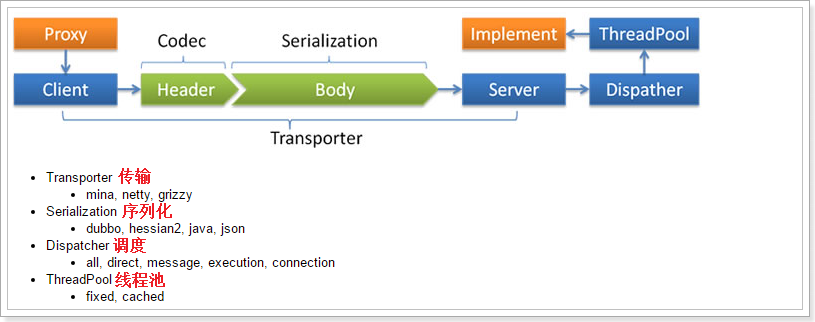 Proxy
Codec
Serialization
Implement
ThreadPool
Client
Header
Body
Server
Dispather
Transporter
Transporter 传输
mina, netty, grizzy
Serialization 序列化
dubbo, hessian2, java, json
Dispatcher 调度
all, direct, message, execution, connection
ThreadPool 线程池
fixed, cached